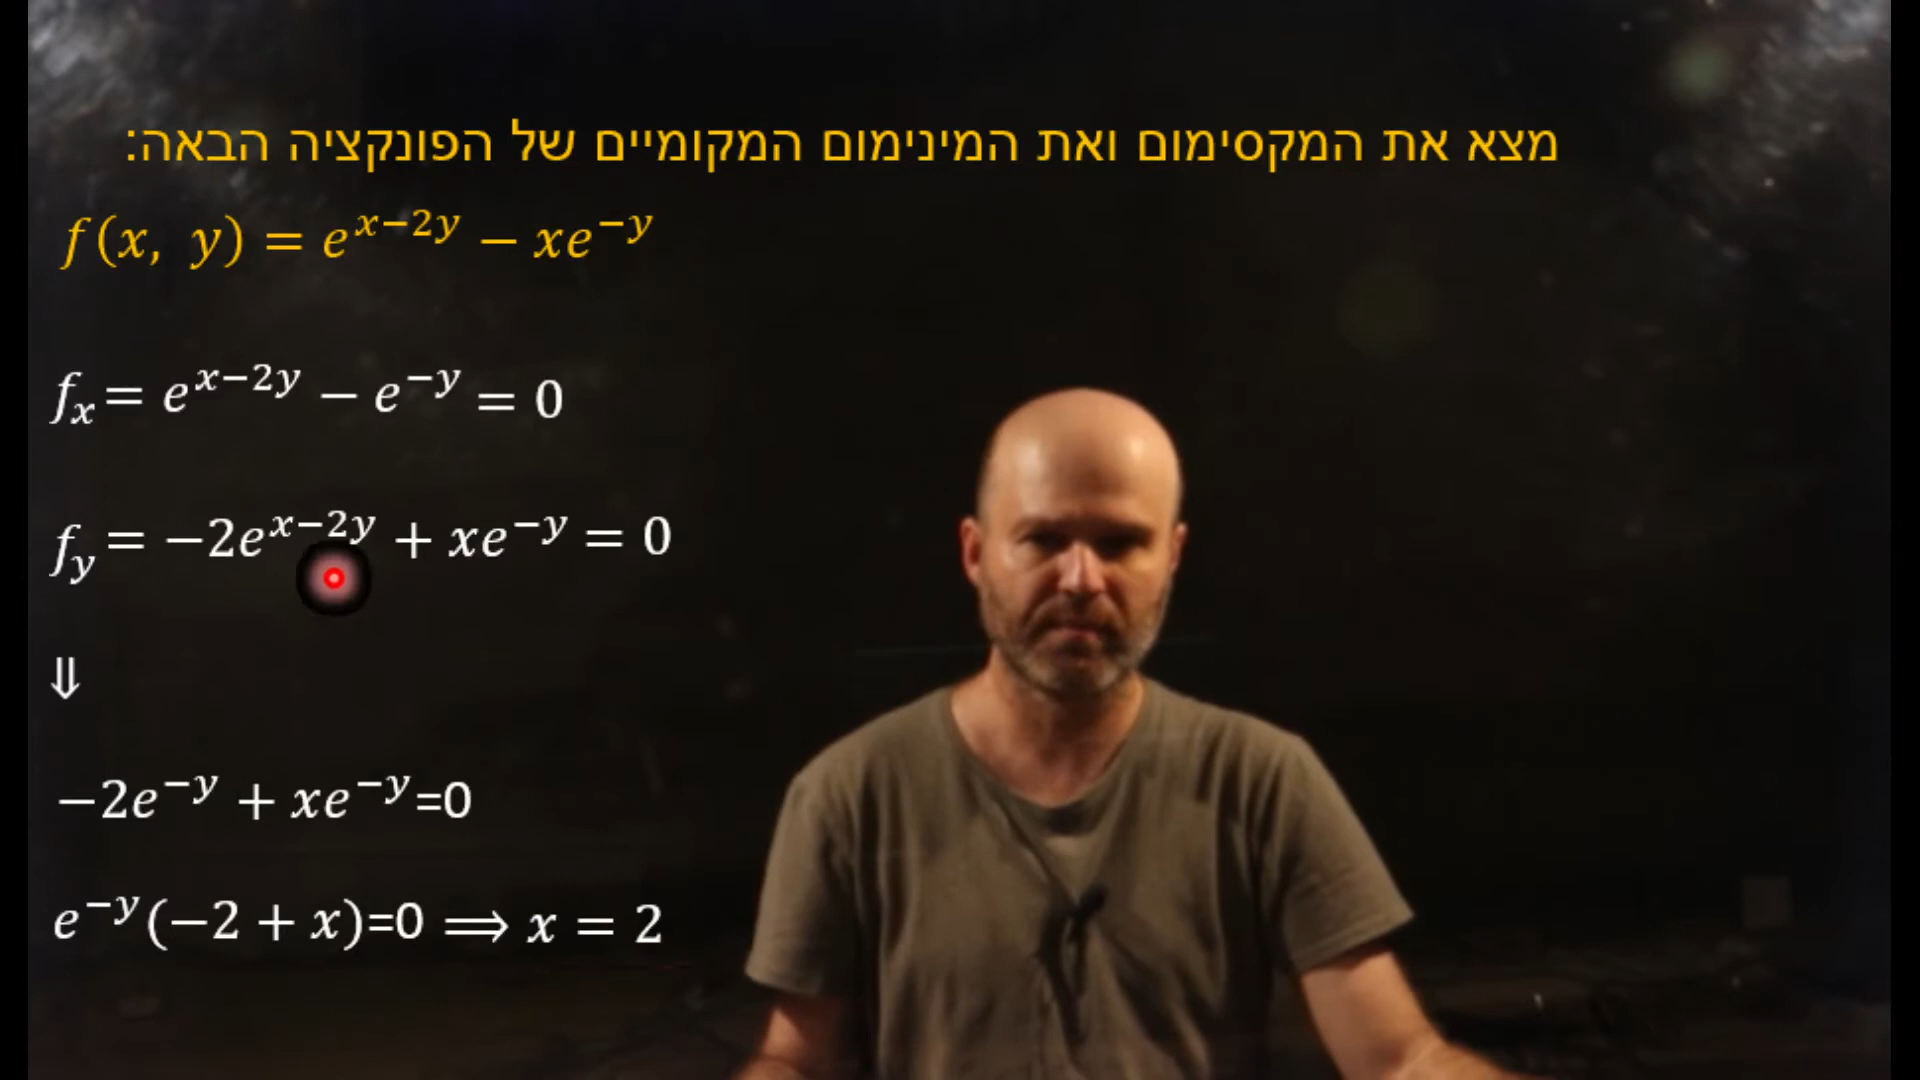 מצא את המקסימום ואת המינימום המקומיים של הפונקציה הבאה:
f(x, y) = e^{x−2y} − xe^{−y}
f_x = e^{x−2y} − e^{−y} = 0
f_y = −2e^{x−2y} + xe^{−y} = 0
⇓
−2e^{−y} + xe^{−y}=0
e^{−y}(−2 + x)=0 ⟹ x = 2